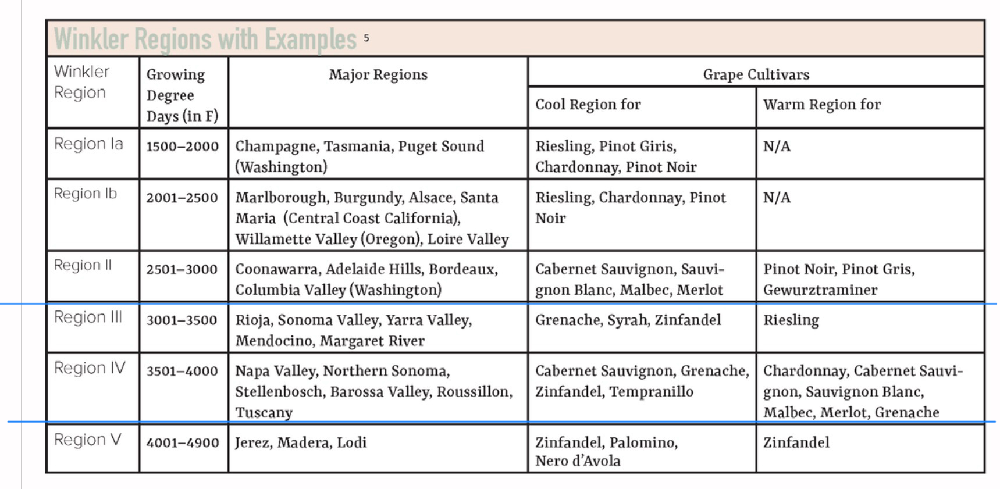 Winkler Regions with Examples 5
Winkler
Region
Growing
Degree
Days (in F)
Major Regions
Grape Cultivars
Cool Region for
Warm Region for
Region Ia
1500–2000
Champagne, Tasmania, Puget Sound
(Washington)
Riesling, Pinot Giris,
Chardonnay, Pinot Noir
N/A
Region Ib
2001–2500
Marlborough, Burgundy, Alsace, Santa
Maria (Central Coast California),
Willamette Valley (Oregon), Loire Valley
Riesling, Chardonnay, Pinot
Noir
N/A
Region II
2501–3000
Coonawarra, Adelaide Hills, Bordeaux,
Columbia Valley (Washington)
Cabernet Sauvignon, Sauvi-
gnon Blanc, Malbec, Merlot
Pinot Noir, Pinot Gris,
Gewurztraminer
Region III
3001–3500
Rioja, Sonoma Valley, Yarra Valley,
Mendocino, Margaret River
Grenache, Syrah, Zinfandel
Riesling
Region IV
3501–4000
Napa Valley, Northern Sonoma,
Stellenbosch, Barossa Valley, Roussillon,
Tuscany
Cabernet Sauvignon, Grenache,
Zinfandel, Tempranillo
Chardonnay, Cabernet Sauvi-
gnon, Sauvignon Blanc,
Malbec, Merlot, Grenache
Region V
4001–4900
Jerez, Madera, Lodi
Zinfandel, Palomino,
Nero d’Avola
Zinfandel